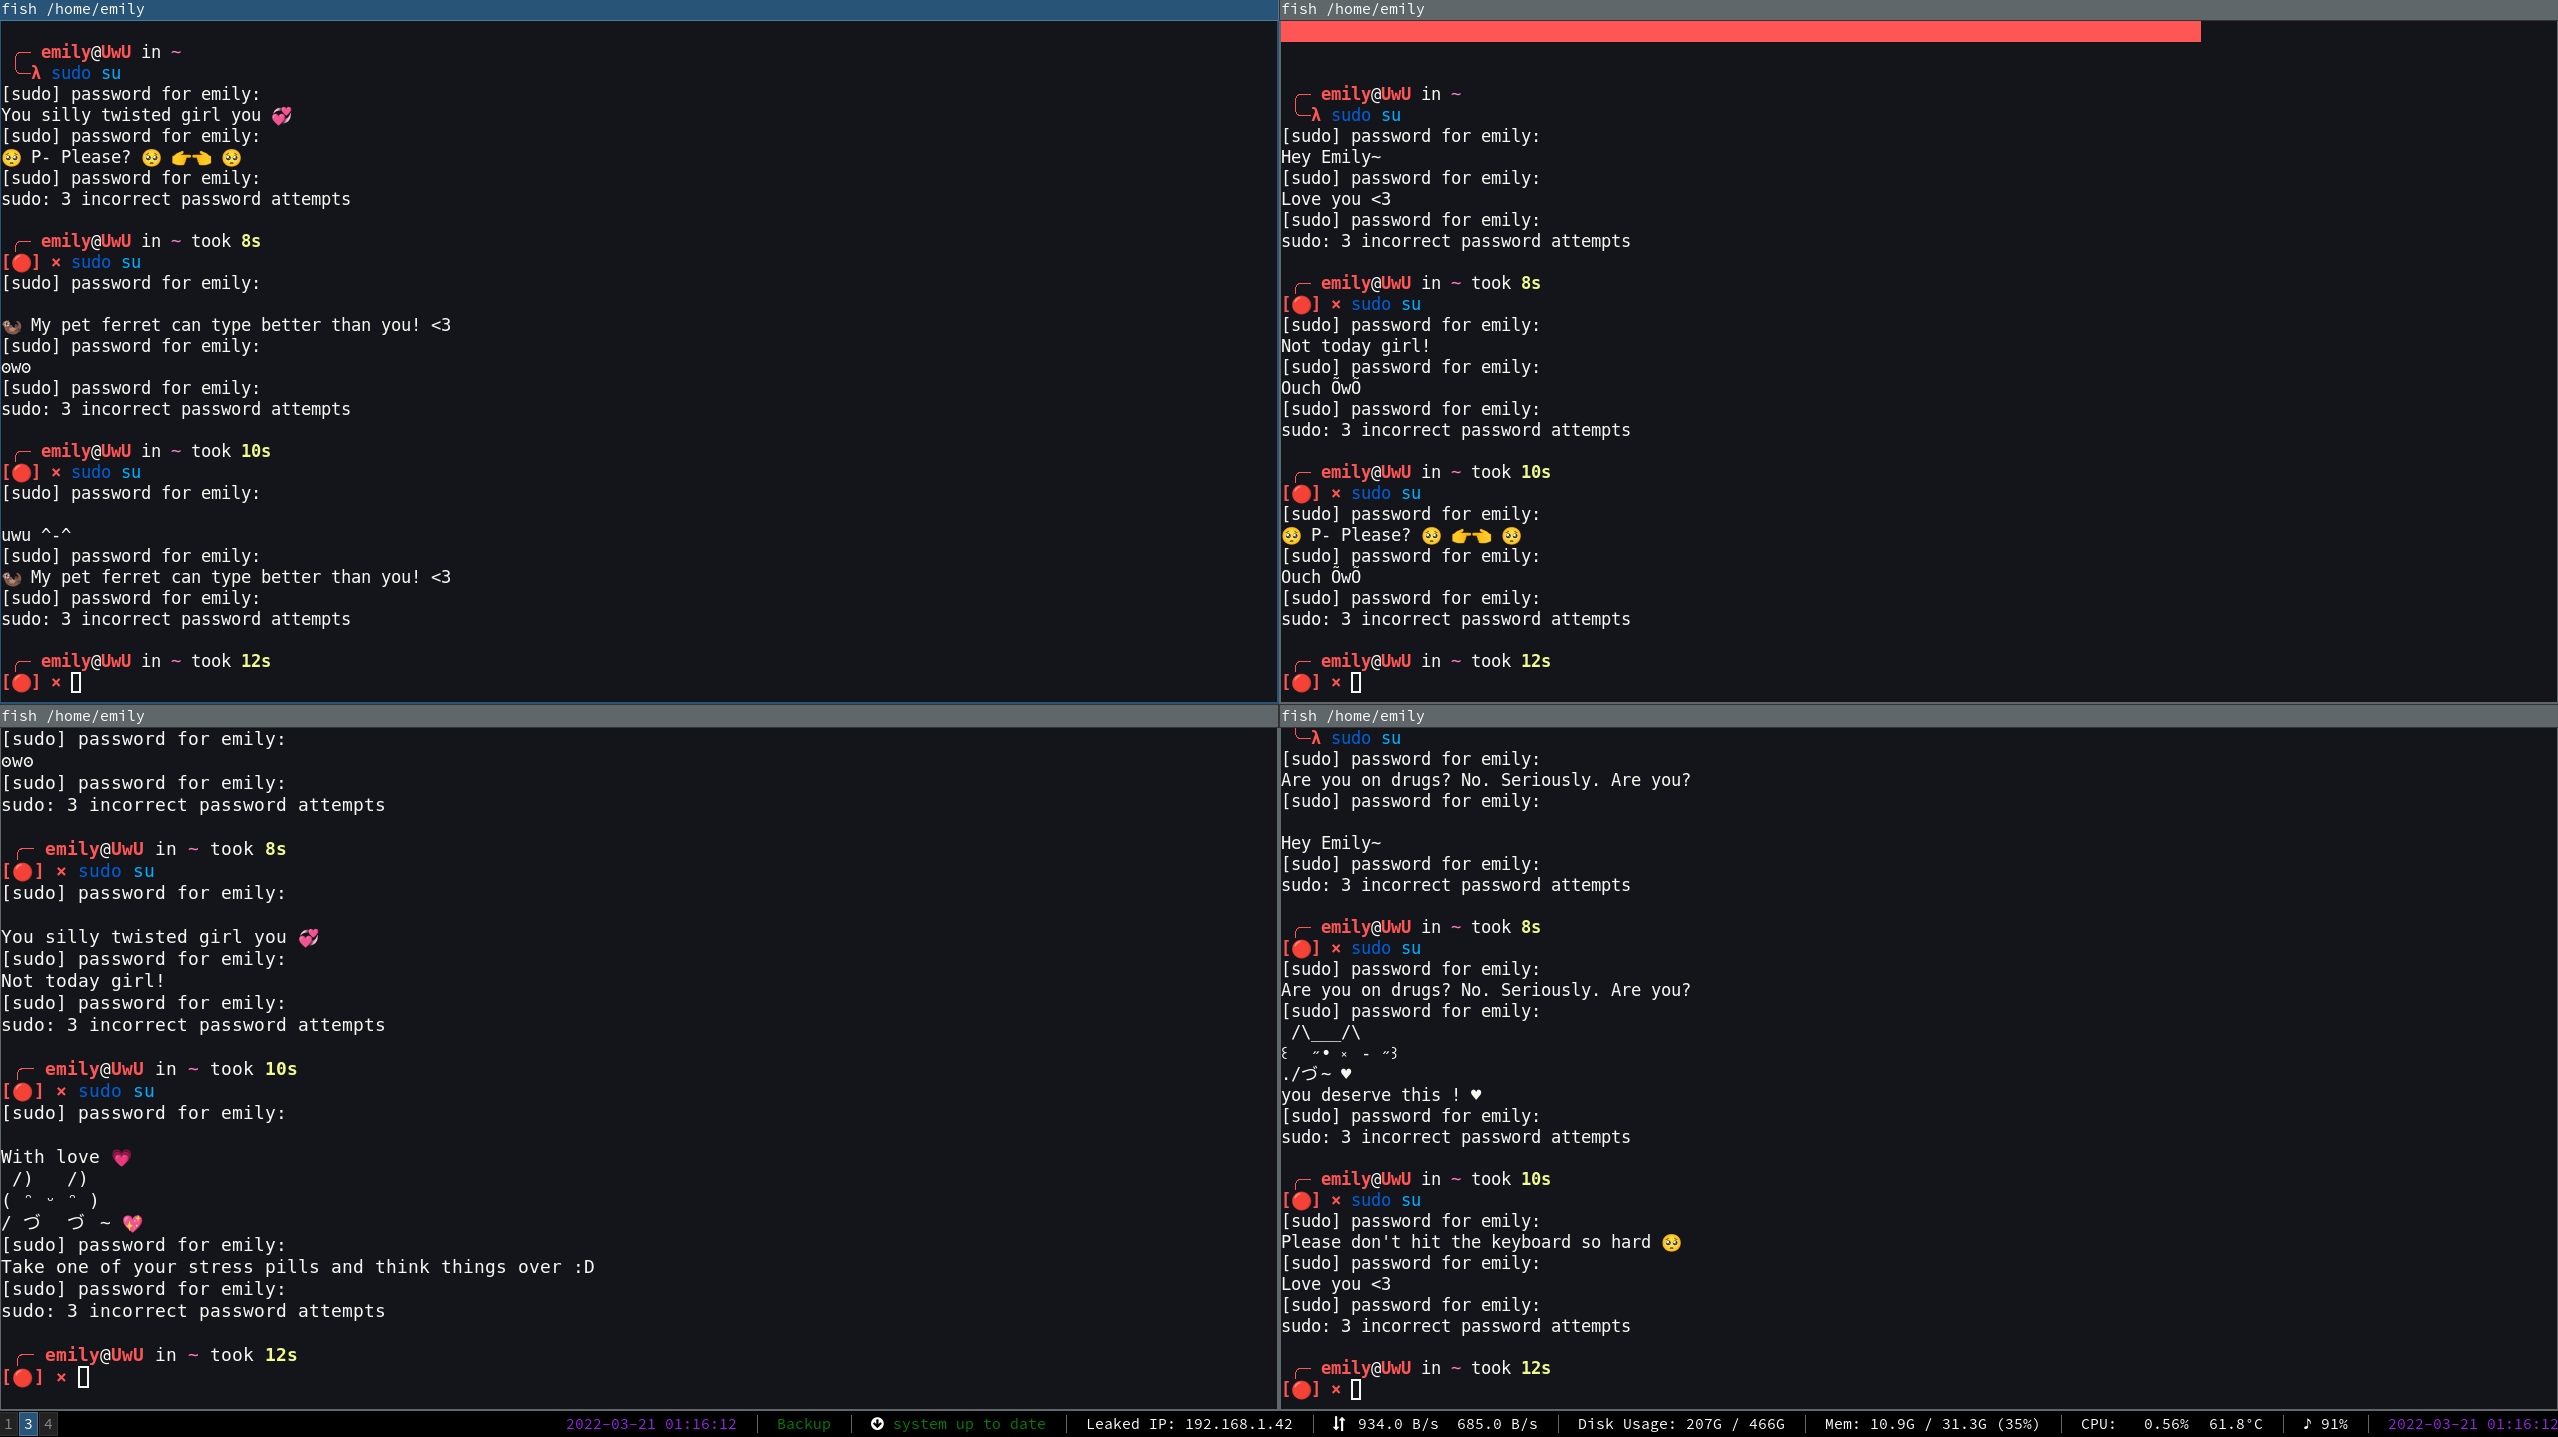 fish /home/emily
╭─ emily@UwU in ~
╰─λ sudo su
[sudo] password for emily:
You silly twisted girl you 💞
[sudo] password for emily:
🥺 P- Please? 🥺 👉👈 🥺
[sudo] password for emily:
sudo: 3 incorrect password attempts
╭─ emily@UwU in ~ took 8s
[🔴] × sudo su
[sudo] password for emily:
🦦 My pet ferret can type better than you! <3
[sudo] password for emily:
ʘwʘ
[sudo] password for emily:
sudo: 3 incorrect password attempts
╭─ emily@UwU in ~ took 10s
[🔴] × sudo su
[sudo] password for emily:
uwu ^-^
[sudo] password for emily:
🦦 My pet ferret can type better than you! <3
[sudo] password for emily:
sudo: 3 incorrect password attempts
╭─ emily@UwU in ~ took 12s
[🔴] ×
fish /home/emily
╭─ emily@UwU in ~
╰─λ sudo su
[sudo] password for emily:
Hey Emily~
[sudo] password for emily:
Love you <3
[sudo] password for emily:
sudo: 3 incorrect password attempts
╭─ emily@UwU in ~ took 8s
[🔴] × sudo su
[sudo] password for emily:
Not today girl!
[sudo] password for emily:
Ouch ÕwÕ
[sudo] password for emily:
sudo: 3 incorrect password attempts
╭─ emily@UwU in ~ took 10s
[🔴] × sudo su
[sudo] password for emily:
🥺 P- Please? 🥺 👉👈 🥺
[sudo] password for emily:
Ouch ÕwÕ
[sudo] password for emily:
sudo: 3 incorrect password attempts
╭─ emily@UwU in ~ took 12s
[🔴] ×
fish /home/emily
[sudo] password for emily:
ʘwʘ
[sudo] password for emily:
sudo: 3 incorrect password attempts
╭─ emily@UwU in ~ took 8s
[🔴] × sudo su
[sudo] password for emily:
You silly twisted girl you 💞
[sudo] password for emily:
Not today girl!
[sudo] password for emily:
sudo: 3 incorrect password attempts
╭─ emily@UwU in ~ took 10s
[🔴] × sudo su
[sudo] password for emily:
With love 💗
 /)   /)
( ᵔ ᵕ ᵔ )
/ づ  づ ~ 💖
[sudo] password for emily:
Take one of your stress pills and think things over :D
[sudo] password for emily:
sudo: 3 incorrect password attempts
╭─ emily@UwU in ~ took 12s
[🔴] ×
fish /home/emily
╰─λ sudo su
[sudo] password for emily:
Are you on drugs? No. Seriously. Are you?
[sudo] password for emily:
Hey Emily~
[sudo] password for emily:
sudo: 3 incorrect password attempts
╭─ emily@UwU in ~ took 8s
[🔴] × sudo su
[sudo] password for emily:
Are you on drugs? No. Seriously. Are you?
[sudo] password for emily:
 /\___/\
꒰  ˶• ༝ - ˶꒱
./づ~ ♥
you deserve this ! ♥
[sudo] password for emily:
sudo: 3 incorrect password attempts
╭─ emily@UwU in ~ took 10s
[🔴] × sudo su
[sudo] password for emily:
Please don't hit the keyboard so hard 🥺
[sudo] password for emily:
Love you <3
[sudo] password for emily:
sudo: 3 incorrect password attempts
╭─ emily@UwU in ~ took 12s
[🔴] ×
1 3 4 2022-03-21 01:16:12 | Backup | system up to date | Leaked IP: 192.168.1.42 | 934.0 B/s 685.0 B/s | Disk Usage: 207G / 466G | Mem: 10.9G / 31.3G (35%) | CPU: 0.56% 61.8°C | ♪ 91% | 2022-03-21 01:16:12